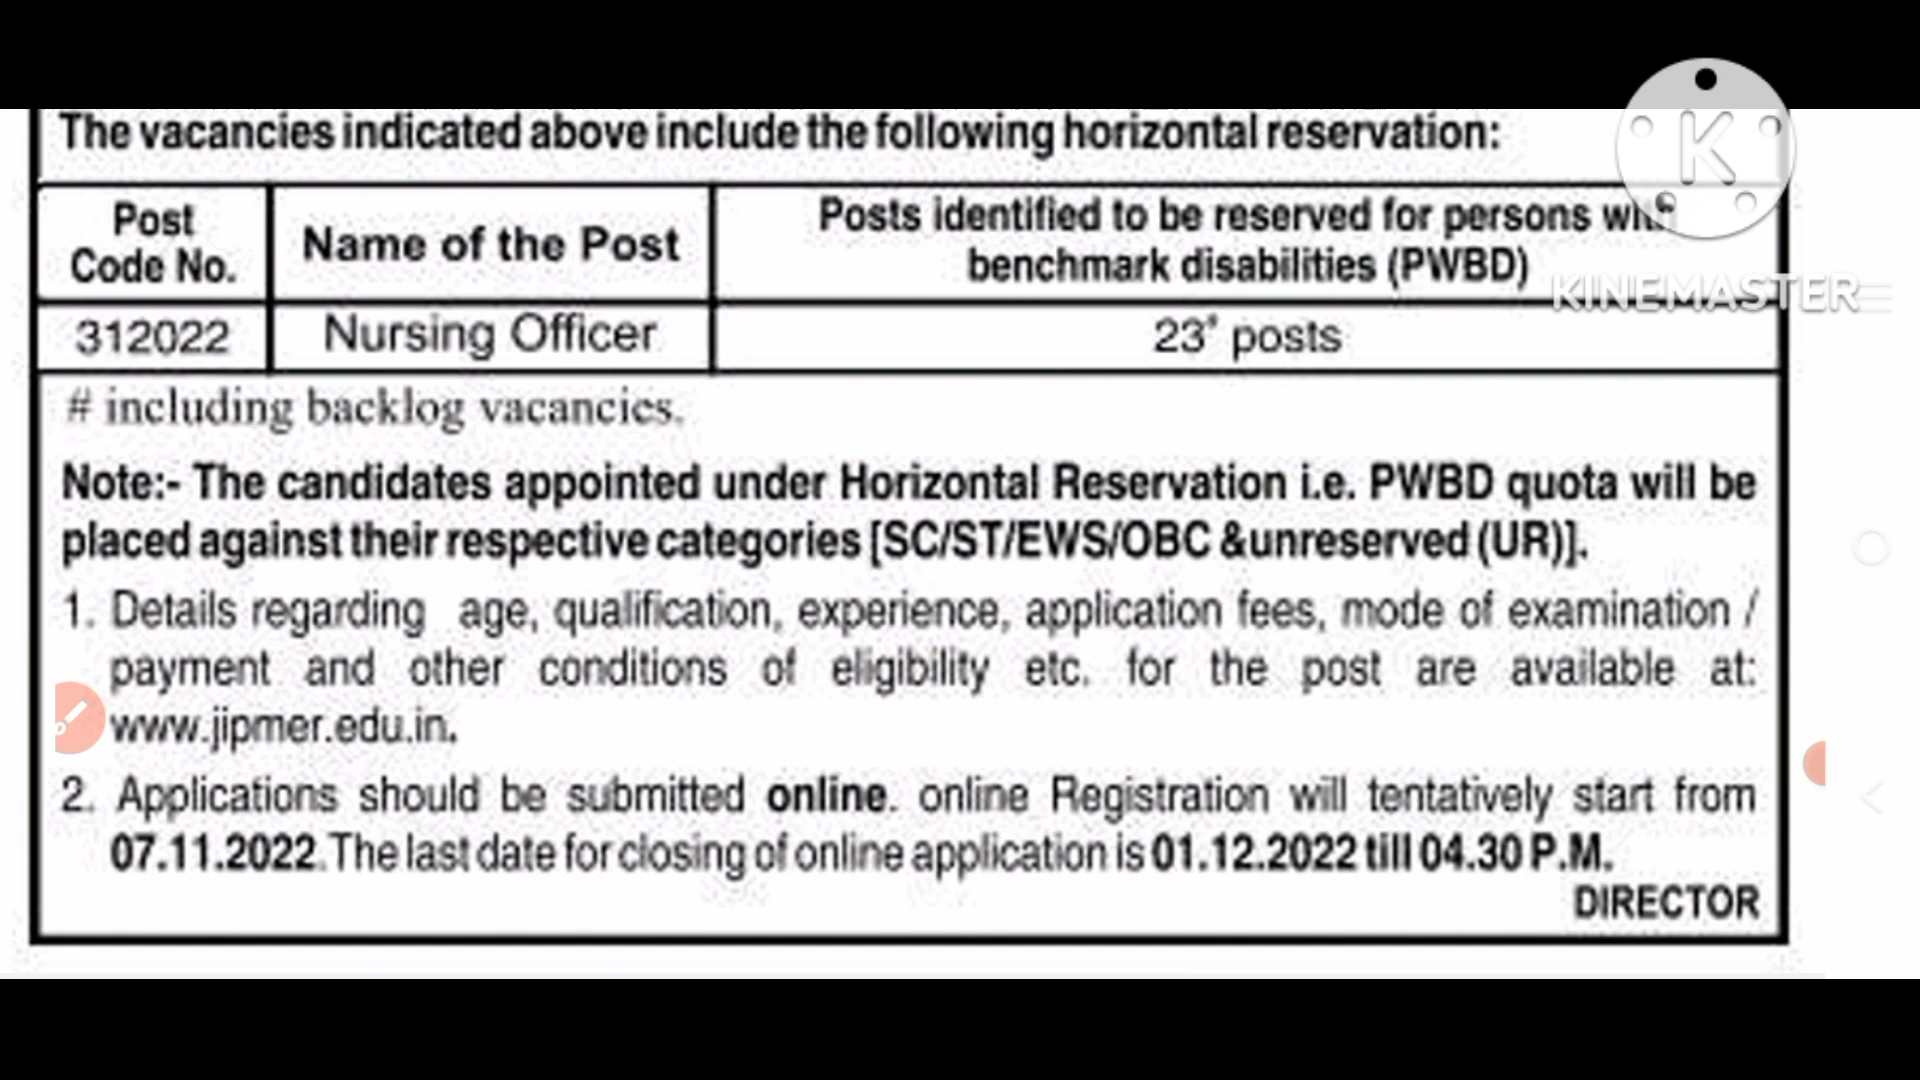 The vacancies indicated above include the following horizontal reservation:
Post
Code No.
Name of the Post
Posts identified to be reserved for persons with
benchmark disabilities (PWBD)
312022
Nursing Officer
23# posts
# including backlog vacancies.
Note:- The candidates appointed under Horizontal Reservation i.e. PWBD quota will be
placed against their respective categories [SC/ST/EWS/OBC &unreserved (UR)].
1. Details regarding age, qualification, experience, application fees, mode of examination /
payment and other conditions of eligibility etc. for the post are available at:
www.jipmer.edu.in.
2. Applications should be submitted online. online Registration will tentatively start from
07.11.2022.The last date for closing of online application is 01.12.2022 till 04.30 P.M.
DIRECTOR
K
KINEMASTER